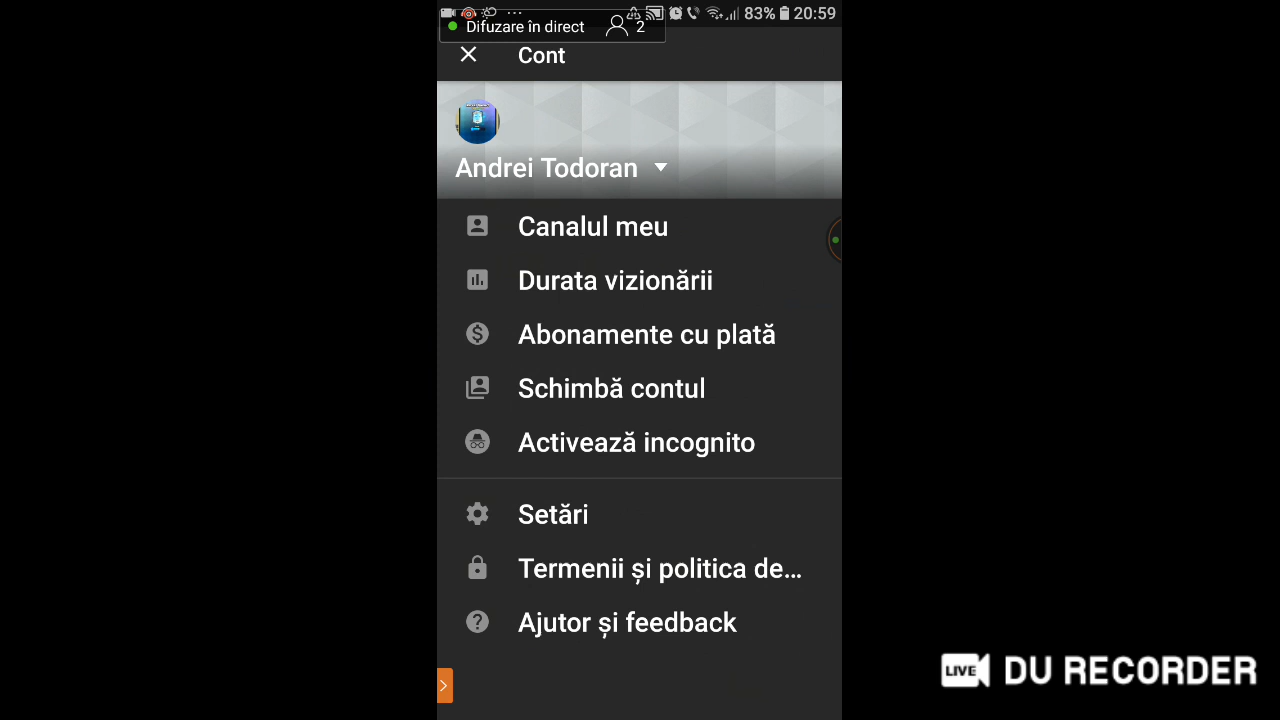 83% 20:59
Difuzare în direct 2
Cont
Andrei Todoran
Canalul meu
Durata vizionării
Abonamente cu plată
Schimbă contul
Activează incognito
Setări
Termenii și politica de...
Ajutor și feedback
LIVE DU RECORDER